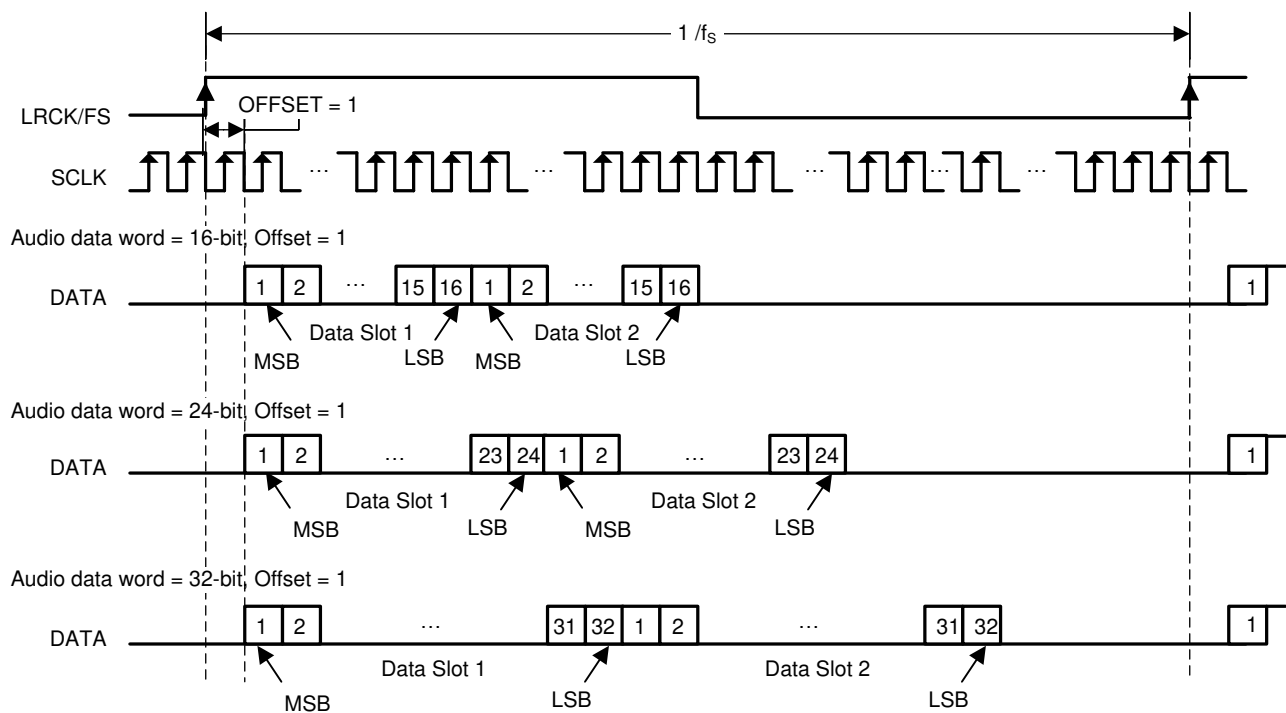 1 /fS
LRCK/FS
OFFSET = 1
SCLK
... ... ... ... ...
Audio data word = 16-bit, Offset = 1
DATA
1 2 ... 15 16 1 2 ... 15 16 1
Data Slot 1 Data Slot 2
MSB LSB MSB LSB
Audio data word = 24-bit, Offset = 1
DATA
1 2 ... 23 24 1 2 ... 23 24 1
Data Slot 1 Data Slot 2
MSB LSB MSB LSB
Audio data word = 32-bit, Offset = 1
DATA
1 2 ... 31 32 1 2 ... 31 32 1
Data Slot 1 Data Slot 2
MSB LSB LSB